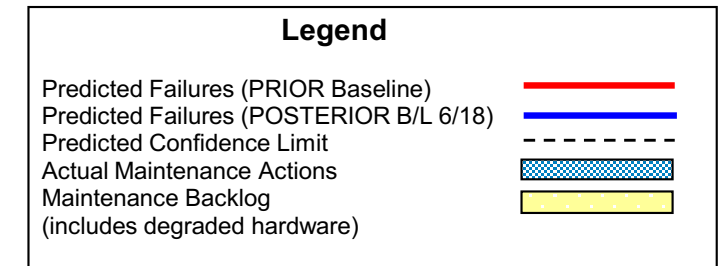 Legend
Predicted Failures (PRIOR Baseline)
Predicted Failures (POSTERIOR B/L 6/18)
Predicted Confidence Limit
Actual Maintenance Actions
Maintenance Backlog
(includes degraded hardware)